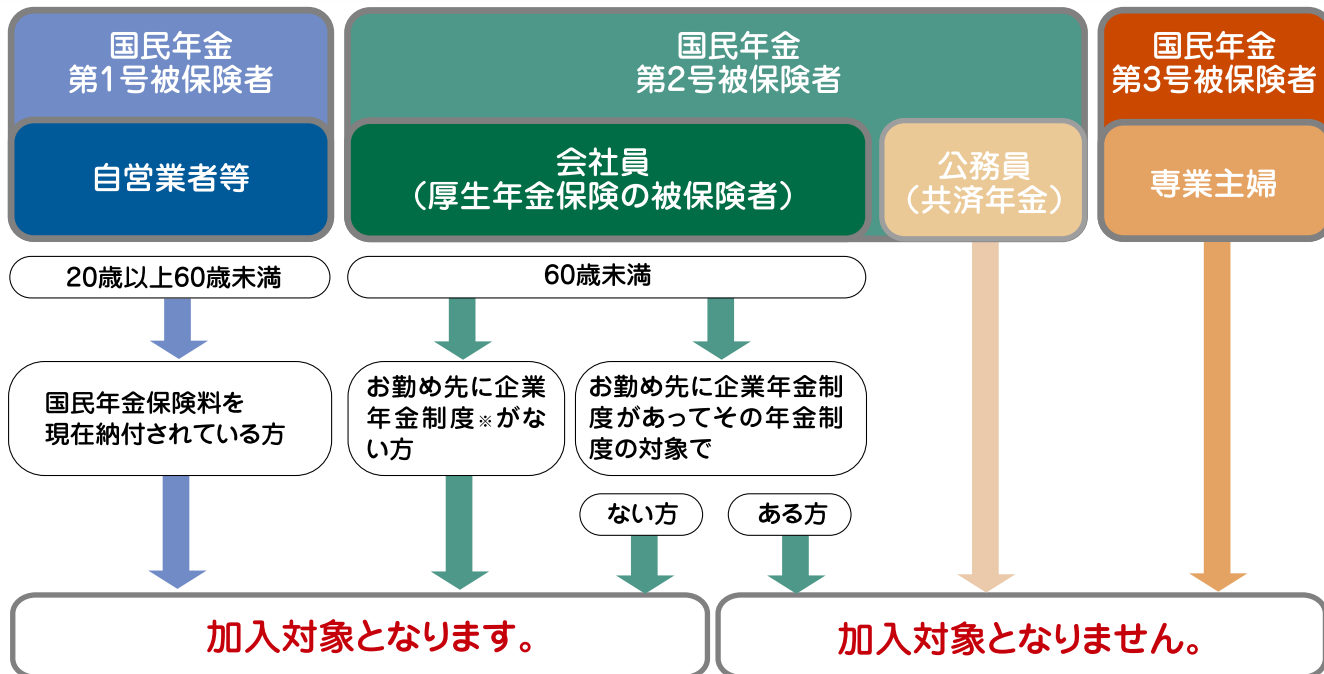 国民年金
第1号被保険者
国民年金
第2号被保険者
国民年金
第3号被保険者
自営業者等
会社員
（厚生年金保険の被保険者）
公務員
（共済年金）
専業主婦
20歳以上60歳未満
60歳未満
国民年金保険料を
現在納付されている方
お勤め先に企業
年金制度※がな
い方
お勤め先に企業年金制
度があってその年金制
度の対象で
ない方
ある方
加入対象となります。
加入対象となりません。